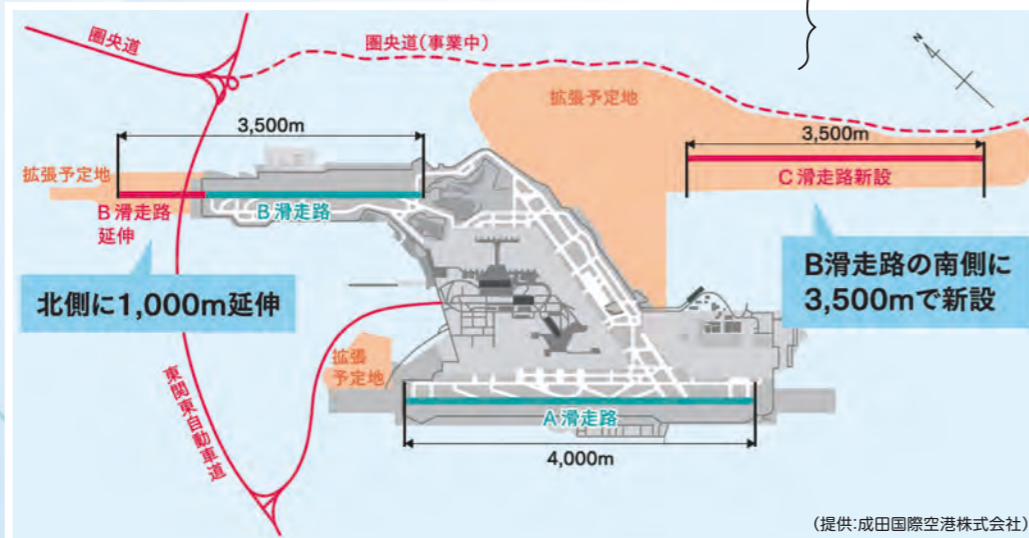 圏央道
圏央道(事業中)
N
拡張予定地
3,500m
3,500m
拡張予定地
C滑走路新設
B滑走路
延伸
B滑走路
北側に1,000m延伸
B滑走路の南側に
3,500mで新設
拡張
予定地
東関東自動車道
A滑走路
4,000m
(提供:成田国際空港株式会社)